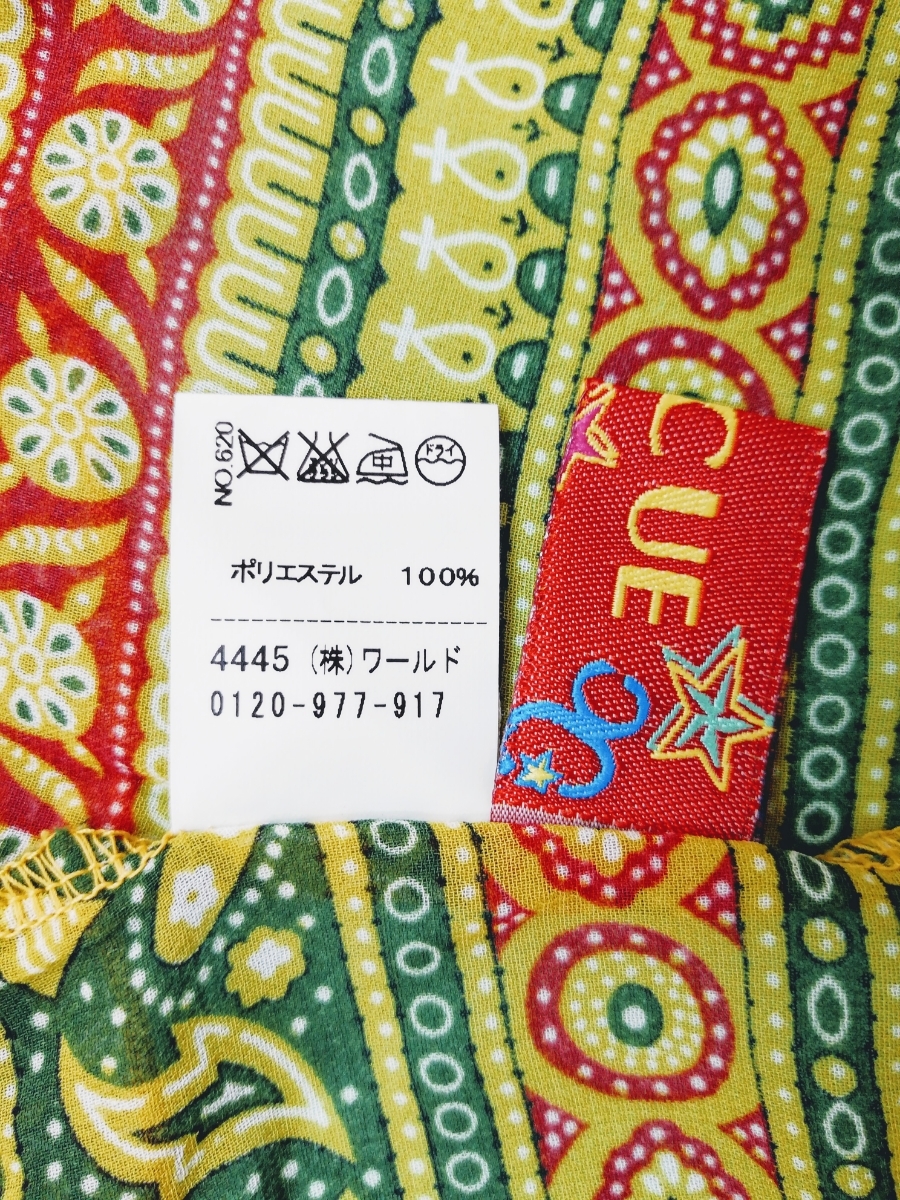 NO.620
中
ドライ
ポリエステル 100%
4445 (株)ワールド
0120-977-917
CUE